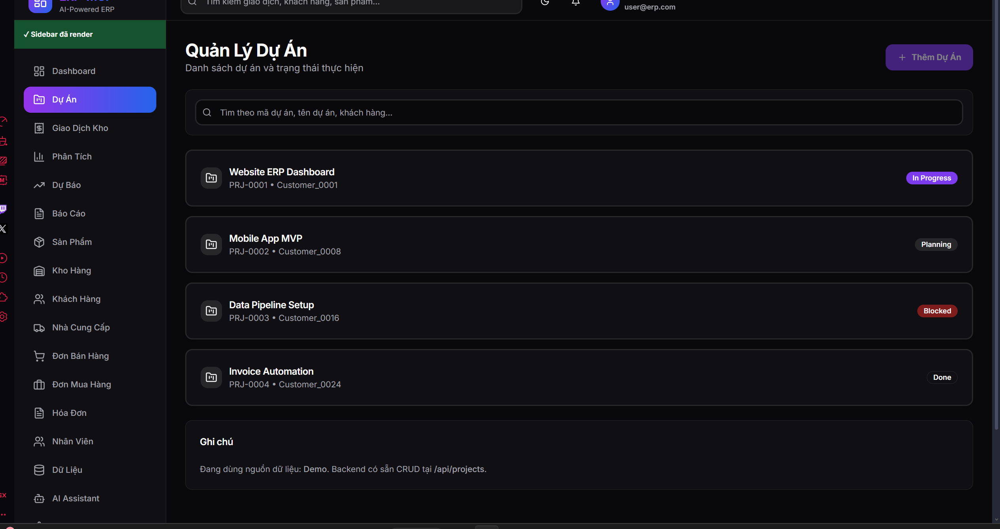 AI-Powered ERP
Tìm kiếm giao dịch, khách hàng, sản phẩm...
user@erp.com
✓ Sidebar đã render
Dashboard
Dự Án
Giao Dịch Kho
Phân Tích
Dự Báo
Báo Cáo
Sản Phẩm
Kho Hàng
Khách Hàng
Nhà Cung Cấp
Đơn Bán Hàng
Đơn Mua Hàng
Hóa Đơn
Nhân Viên
Dữ Liệu
AI Assistant
Quản Lý Dự Án
Danh sách dự án và trạng thái thực hiện
+ Thêm Dự Án
Tìm theo mã dự án, tên dự án, khách hàng...
Website ERP Dashboard
PRJ-0001 • Customer_0001
In Progress
Mobile App MVP
PRJ-0002 • Customer_0008
Planning
Data Pipeline Setup
PRJ-0003 • Customer_0016
Blocked
Invoice Automation
PRJ-0004 • Customer_0024
Done
Ghi chú
Đang dùng nguồn dữ liệu: Demo. Backend có sẵn CRUD tại /api/projects.